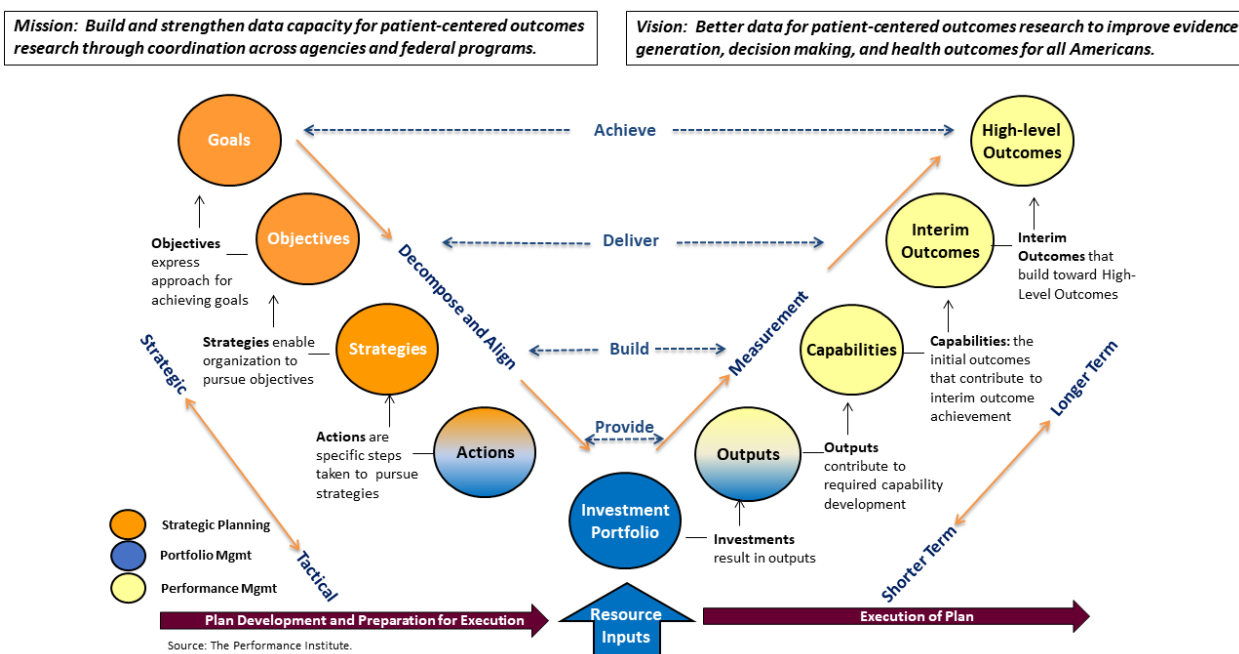 Mission: Build and strengthen data capacity for patient-centered outcomes
research through coordination across agencies and federal programs.
Vision: Better data for patient-centered outcomes research to improve evidence
generation, decision making, and health outcomes for all Americans.
Goals
Achieve
High-level
Outcomes
Objectives
express
approach for
achieving goals
Objectives
Deliver
Interim
Outcomes
Interim
Outcomes that
build toward High-
Level Outcomes
Decompose and Align
Measurement
Strategic
Strategies enable
organization to
pursue objectives
Strategies
Build
Capabilities
Capabilities: the
initial outcomes
that contribute to
interim outcome
achievement
Longer Term
Actions are
specific steps
taken to pursue
strategies
Actions
Provide
Outputs
Outputs
contribute to
required capability
development
Investment
Portfolio
Investments
result in outputs
Strategic Planning
Portfolio Mgmt
Performance Mgmt
Tactical
Shorter Term
Plan Development and Preparation for Execution
Resource
Inputs
Execution of Plan
Source: The Performance Institute.